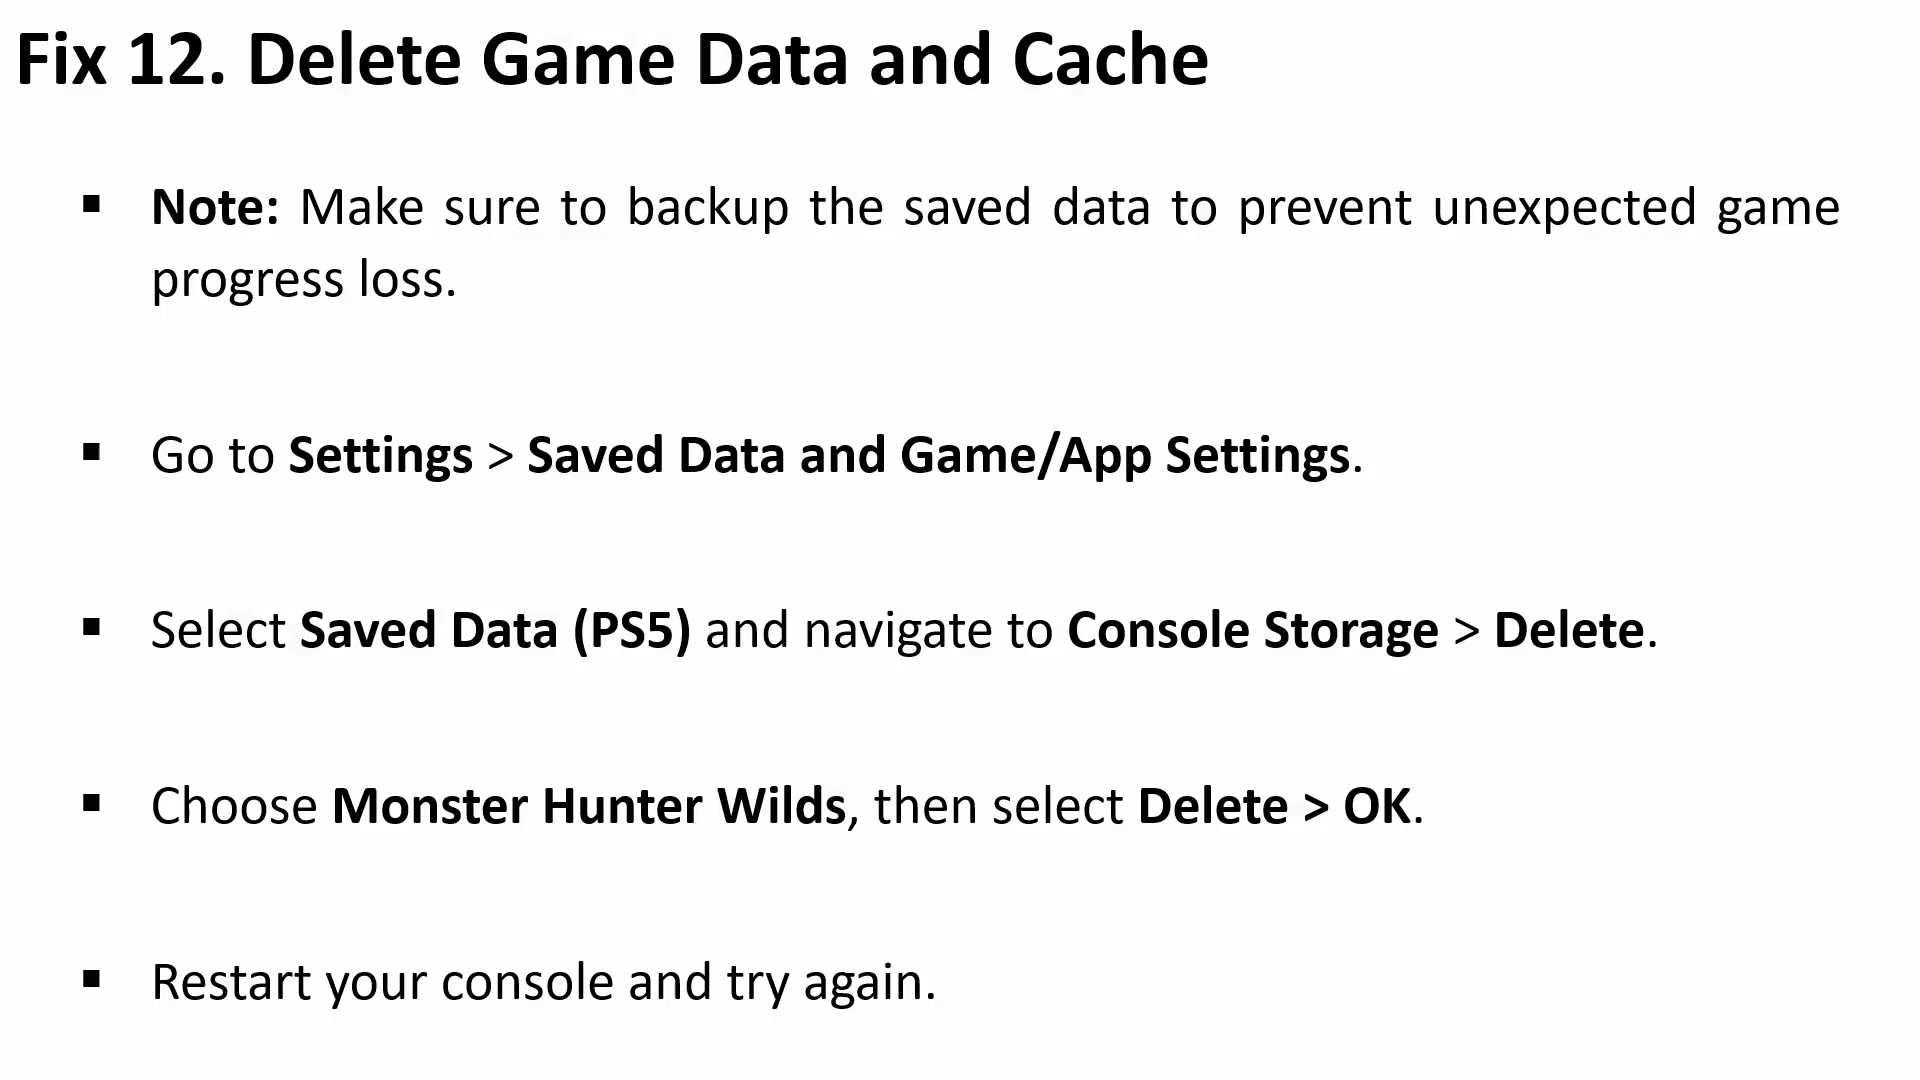 Fix 12. Delete Game Data and Cache
▪ Note: Make sure to backup the saved data to prevent unexpected game
progress loss.
▪ Go to Settings > Saved Data and Game/App Settings.
▪ Select Saved Data (PS5) and navigate to Console Storage > Delete.
▪ Choose Monster Hunter Wilds, then select Delete > OK.
▪ Restart your console and try again.